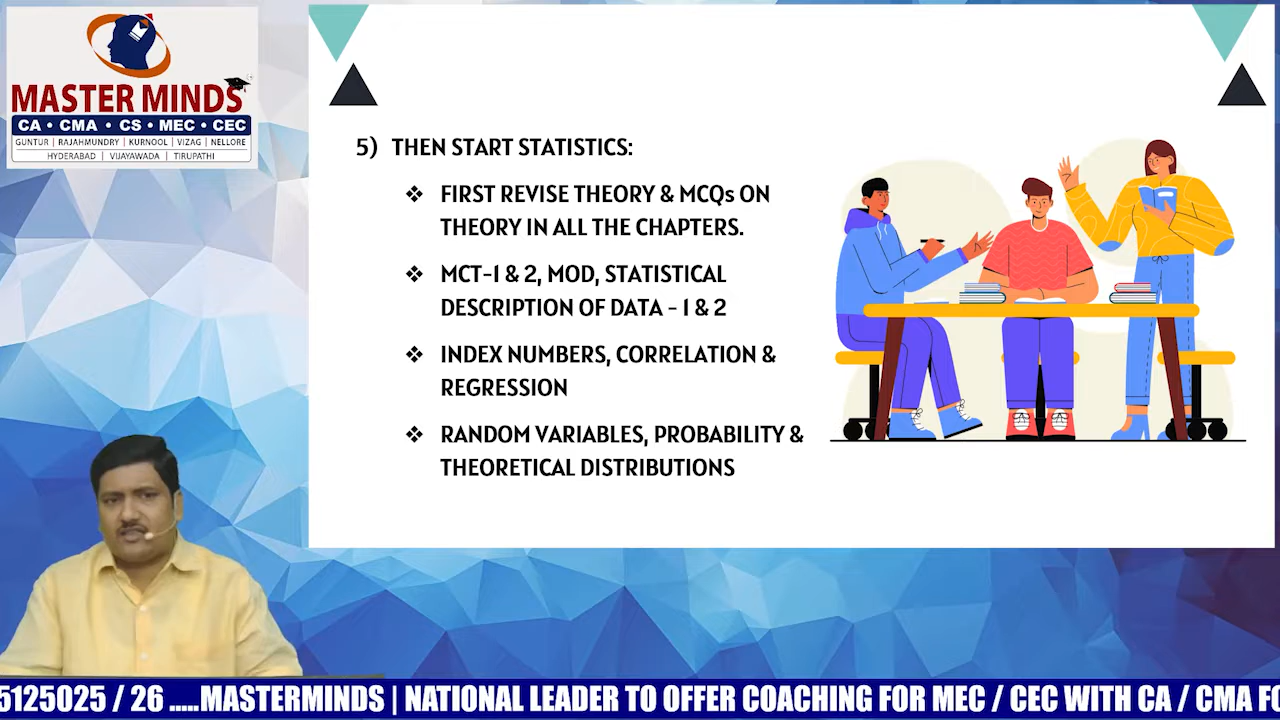 MASTER MINDS
CA • CMA • CS • MEC • CEC
GUNTUR | RAJAHMUNDRY | KURNOOL | VIZAG | NELLORE
HYDERABAD | VIJAYAWADA | TIRUPATHI
5) THEN START STATISTICS:
❖ FIRST REVISE THEORY & MCQs ON
THEORY IN ALL THE CHAPTERS.
❖ MCT-1 & 2, MOD, STATISTICAL
DESCRIPTION OF DATA - 1 & 2
❖ INDEX NUMBERS, CORRELATION &
REGRESSION
❖ RANDOM VARIABLES, PROBABILITY &
THEORETICAL DISTRIBUTIONS
5125025 / 26 .....MASTERMINDS | NATIONAL LEADER TO OFFER COACHING FOR MEC / CEC WITH CA / CMA FO